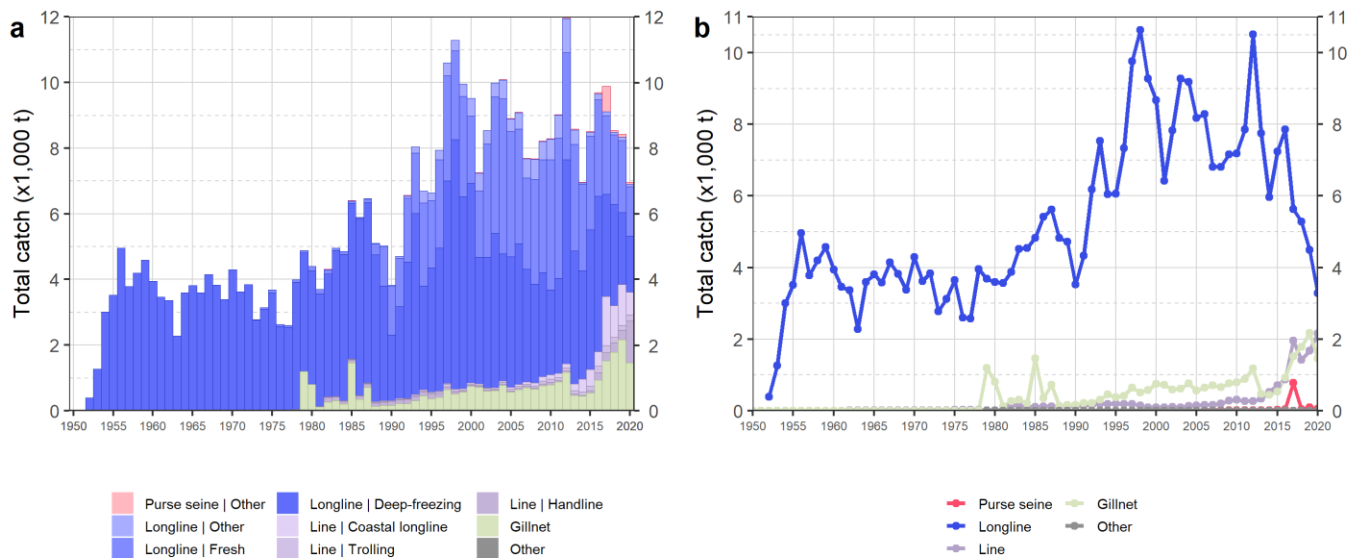 a
Total catch (x1,000 t)
12
10
8
6
4
2
0
12
10
8
6
4
2
0
1950 1955 1960 1965 1970 1975 1980 1985 1990 1995 2000 2005 2010 2015 2020
Purse seine | Other
Longline | Other
Longline | Fresh
Longline | Deep-freezing
Line | Coastal longline
Line | Trolling
Line | Handline
Gillnet
Other
b
Total catch (x1,000 t)
11
10
8
6
4
2
0
11
10
8
6
4
2
0
1950 1955 1960 1965 1970 1975 1980 1985 1990 1995 2000 2005 2010 2015 2020
Purse seine
Longline
Line
Gillnet
Other